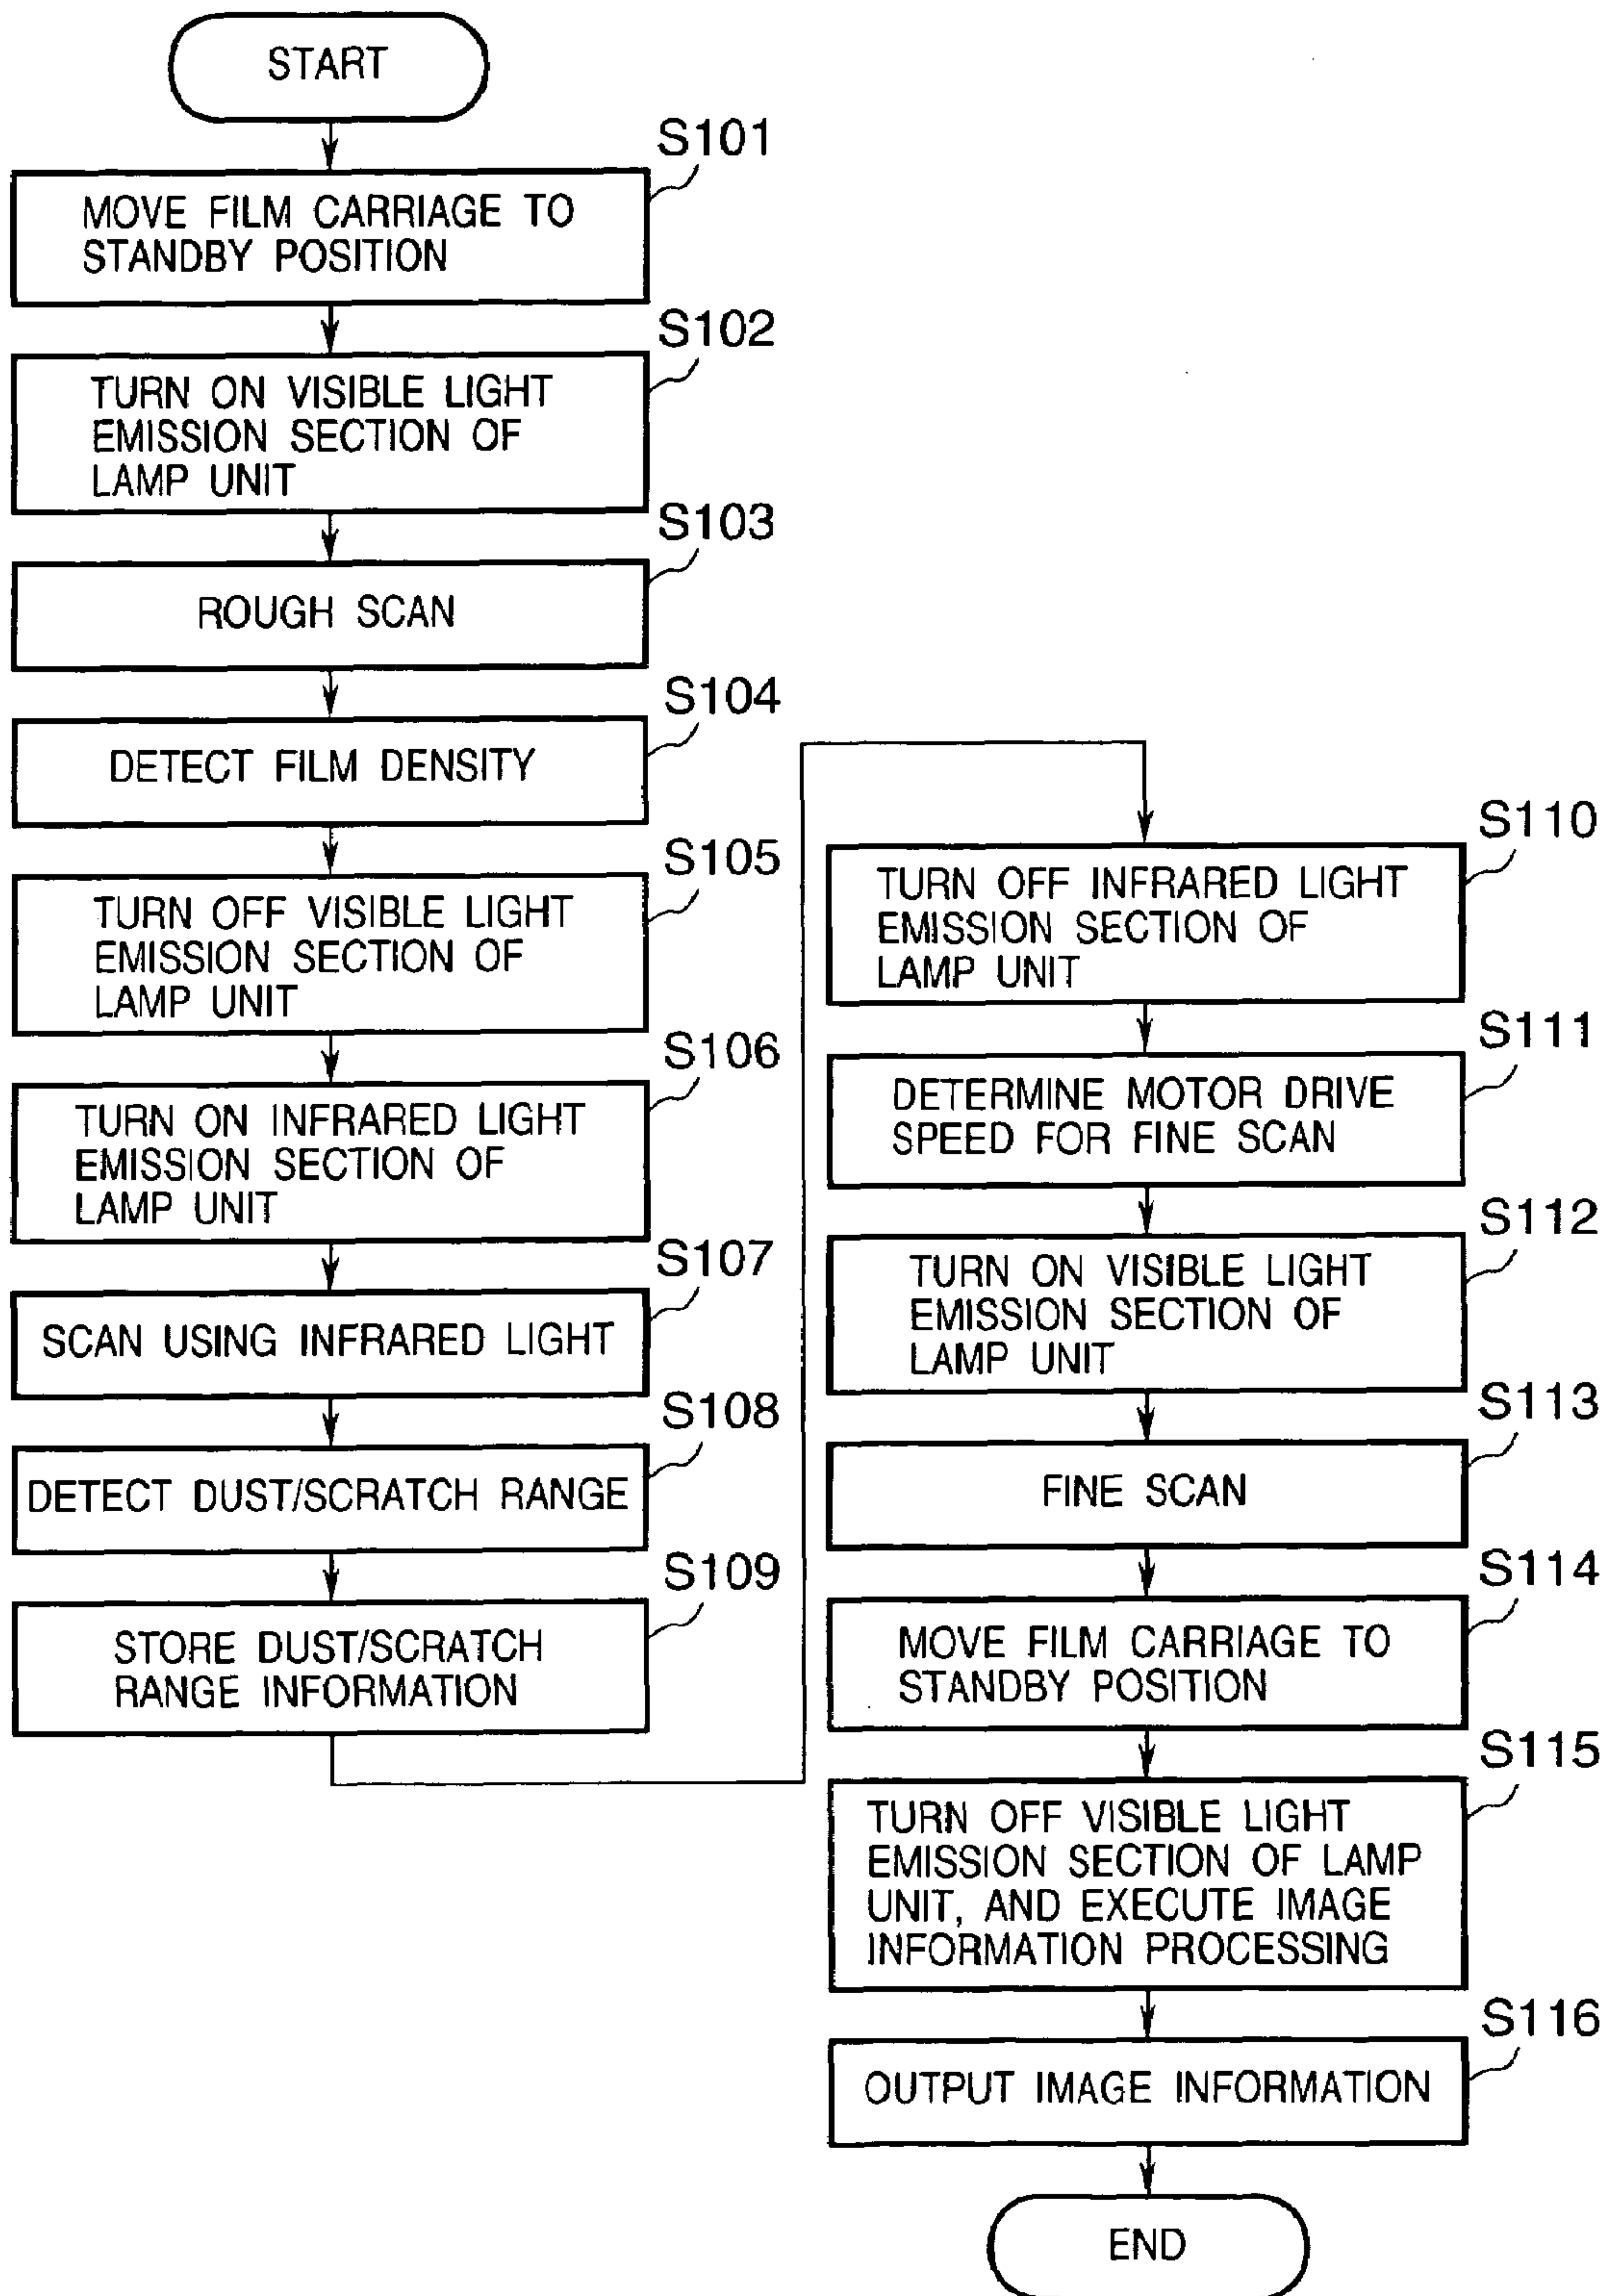 START
S101
MOVE FILM CARRIAGE TO
STANDBY POSITION
S102
TURN ON VISIBLE LIGHT
EMISSION SECTION OF
LAMP UNIT
S103
ROUGH SCAN
S104
DETECT FILM DENSITY
S105
TURN OFF VISIBLE LIGHT
EMISSION SECTION OF
LAMP UNIT
S106
TURN ON INFRARED LIGHT
EMISSION SECTION OF
LAMP UNIT
S107
SCAN USING INFRARED LIGHT
S108
DETECT DUST/SCRATCH RANGE
S109
STORE DUST/SCRATCH
RANGE INFORMATION
S110
TURN OFF INFRARED LIGHT
EMISSION SECTION OF
LAMP UNIT
S111
DETERMINE MOTOR DRIVE
SPEED FOR FINE SCAN
S112
TURN ON VISIBLE LIGHT
EMISSION SECTION OF
LAMP UNIT
S113
FINE SCAN
S114
MOVE FILM CARRIAGE TO
STANDBY POSITION
S115
TURN OFF VISIBLE LIGHT
EMISSION SECTION OF LAMP
UNIT, AND EXECUTE IMAGE
INFORMATION PROCESSING
S116
OUTPUT IMAGE INFORMATION
END